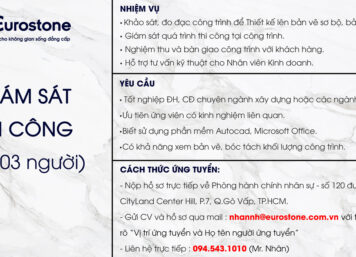 Eurostone
cho không gian sống đẳng cấp
ÁM SÁT
CÔNG
03 người)
NHIỆM VỤ
• Khảo sát, đo đạc công trình để Thiết kế lên bản vẽ sơ bộ, bả
• Giám sát quá trình thi công tại công trình.
• Nghiệm thu và bàn giao công trình với khách hàng.
• Hỗ trợ tư vấn kỹ thuật cho Nhân viên Kinh doanh.
YÊU CẦU
• Tốt nghiệp ĐH, CĐ chuyên ngành xây dựng hoặc các ngành
• Ưu tiên ứng viên có kinh nghiệm liên quan.
•Biết sử dụng phần mềm Autocad, Microsoft Office.
•Có khả năng xem bản vẽ, bóc tách khối lượng công trình.
CÁCH THỨC ỨNG TUYỂN:
- Nộp hồ sơ trực tiếp về Phòng hành chính nhân sự - số 120 đư
CityLand Center Hill, P.7, Q.Gò Vấp, TP.HCM.
- Gửi CV và hồ sơ qua mail : nhannh@eurostone.com.vn với t
rõ "Vị trí ứng tuyển và Họ tên người ứng tuyển"
- Liên hệ trực tiếp : 094.543.1010 (Mr. Nhân)